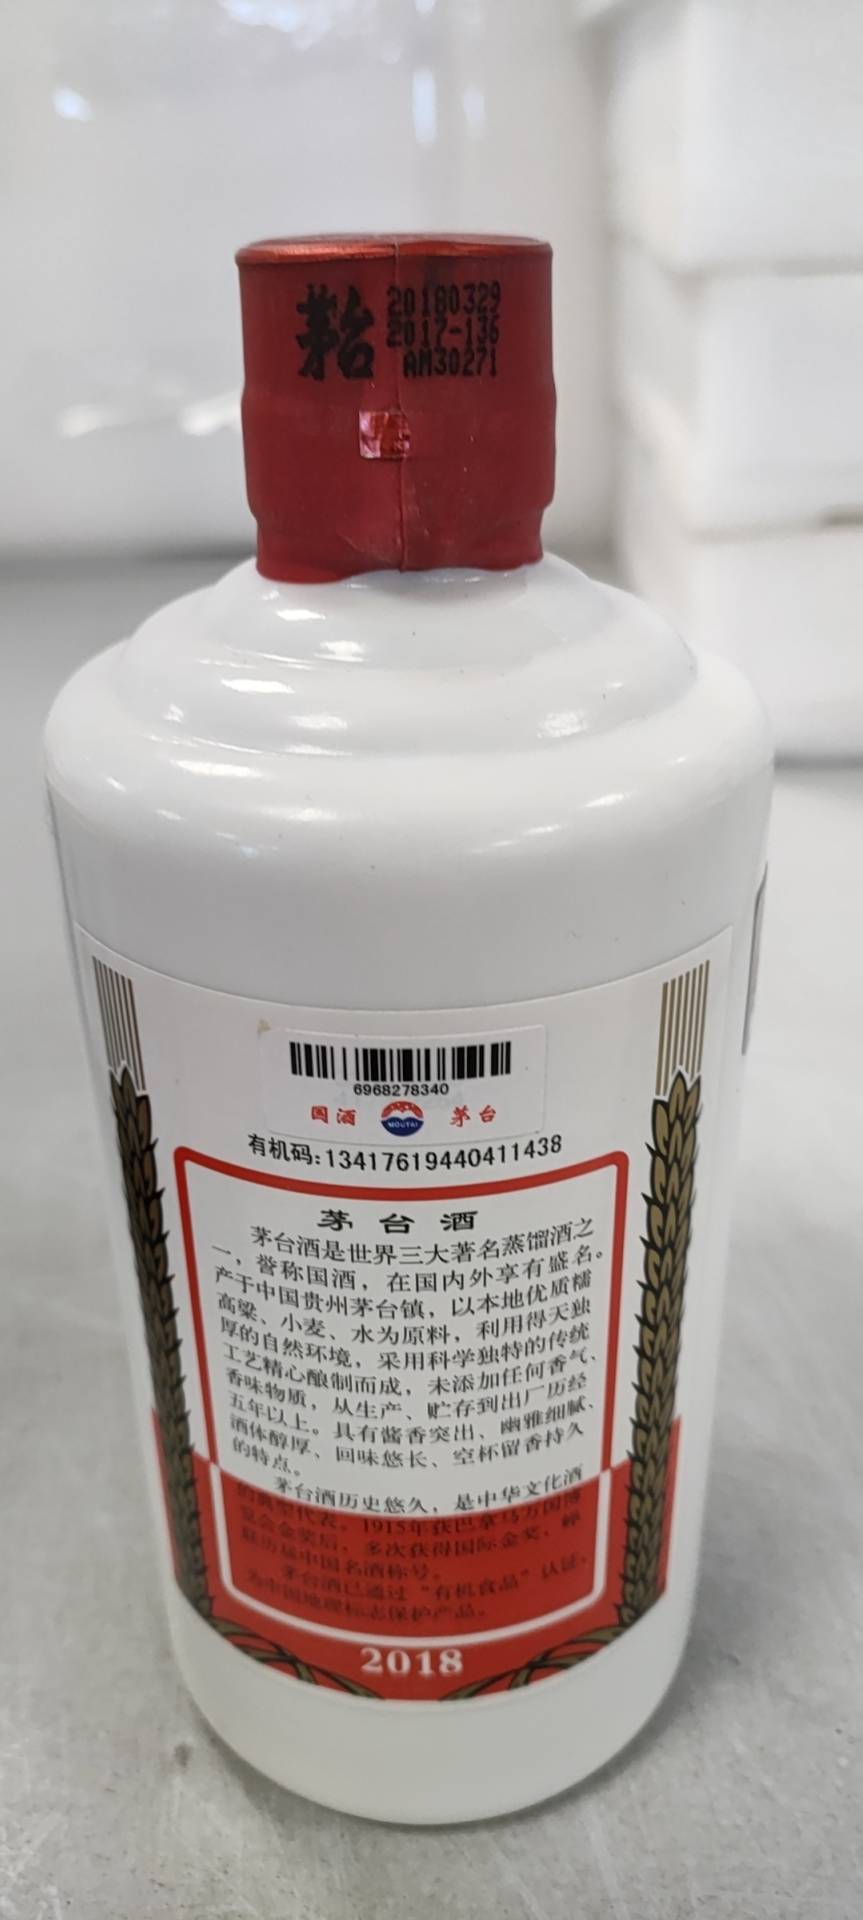 茅台
20180329
2017-136
AM30271
6968278340
国酒 MOUTAI 茅台
有机码:13417619440411438
茅台酒
茅台酒是世界三大著名蒸馏酒之
一，誉称国酒，在国内外享有盛名。
产于中国贵州茅台镇，以本地优质糯
高粱、小麦、水为原料，利用得天独
厚的自然环境，采用科学独特的传统
工艺精心酿制而成，未添加任何香气、
香味物质，从生产、贮存到出厂历经
五年以上。具有酱香突出、幽雅细腻、
酒体醇厚、回味悠长、空杯留香持久
的特点。
茅台酒历史悠久，是中华文化酒
的典型代表。1915年获巴拿马万国博
览会金奖后，多次获得国际金奖，蝉
联历届中国名酒称号。
茅台酒已通过“有机食品”认证，
为中国地理标志保护产品。
2018